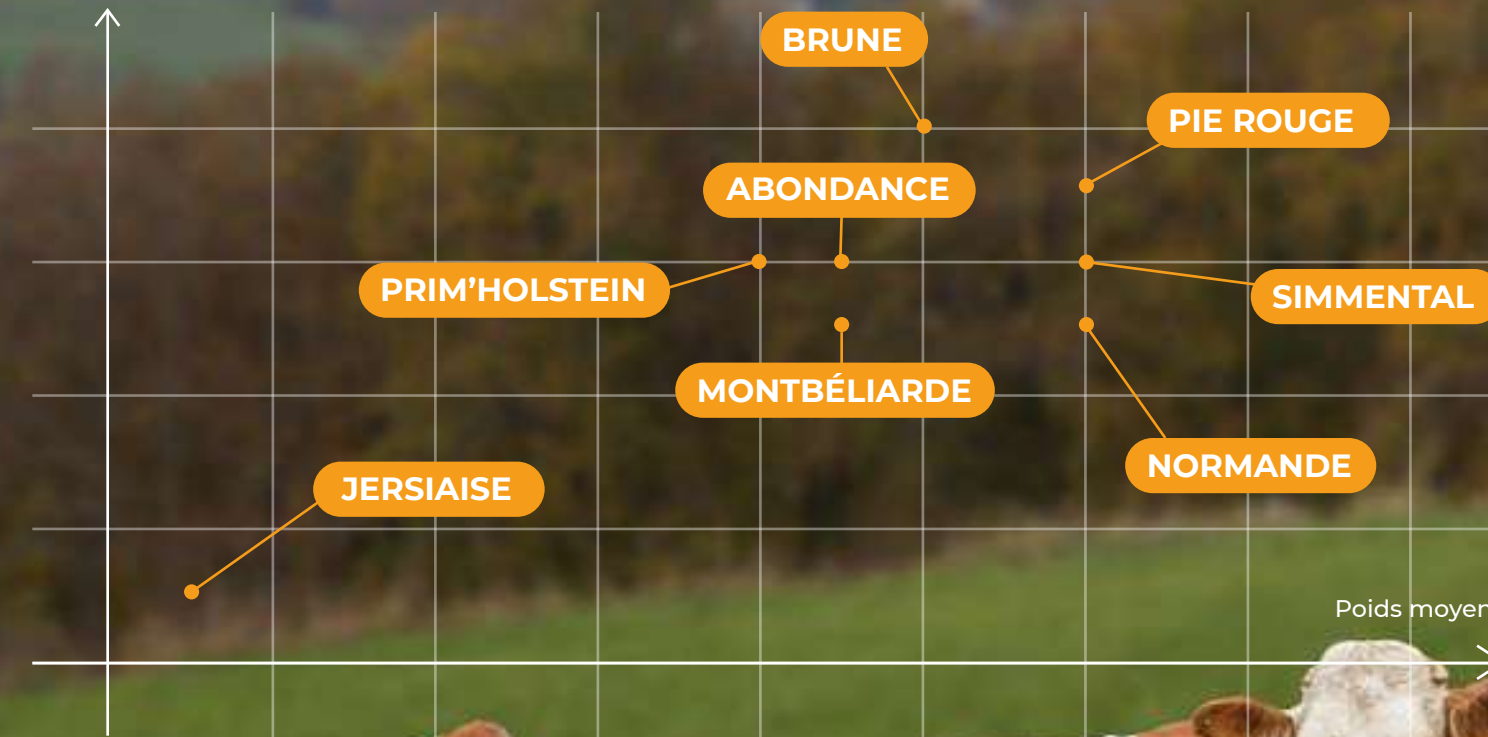 BRUNE
PIE ROUGE
ABONDANCE
PRIM’HOLSTEIN
SIMMENTAL
MONTBÉLIARDE
NORMANDE
JERSIAISE
Poids moyen